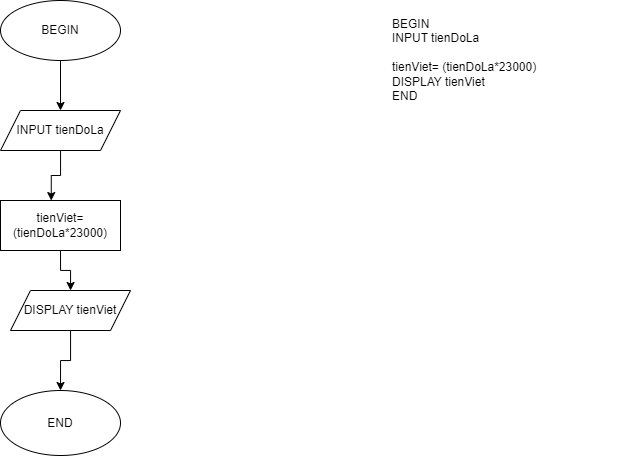 BEGIN
INPUT tienDoLa
tienViet=
(tienDoLa*23000)
DISPLAY tienViet
END
BEGIN
INPUT tienDoLa
tienViet= (tienDoLa*23000)
DISPLAY tienViet
END